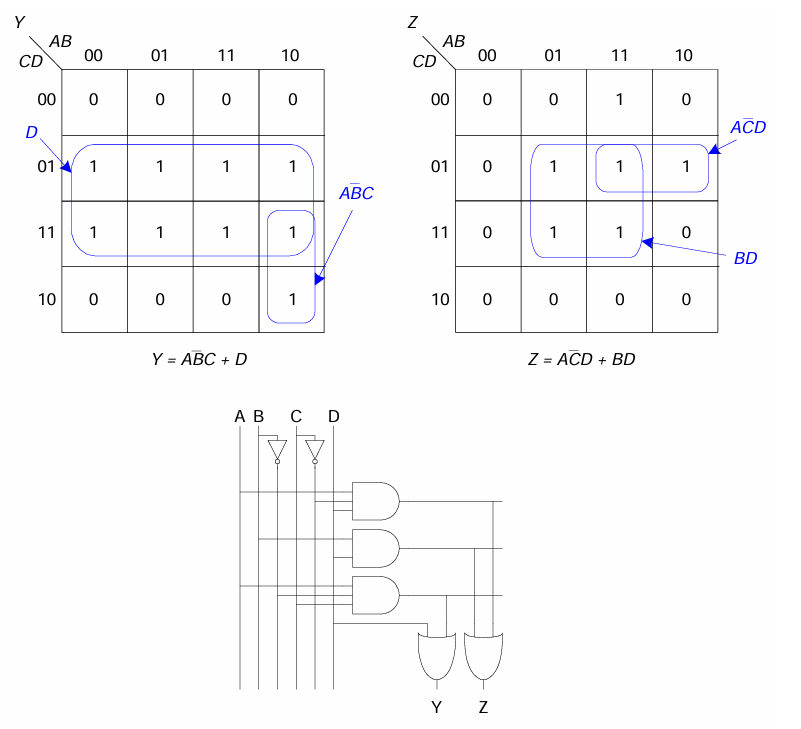 Y
AB
CD
00 01 11 10
00 0 0 0 0
D
01 1 1 1 1
AB̅C
11 1 1 1 1
10 0 0 0 1
Y = AB̅C + D
Z
AB
CD
00 01 11 10
00 0 0 1 0
AC̅D
01 0 1 1 1
11 0 1 1 0
BD
10 0 0 0 0
Z = AC̅D + BD
A B C D
Y Z